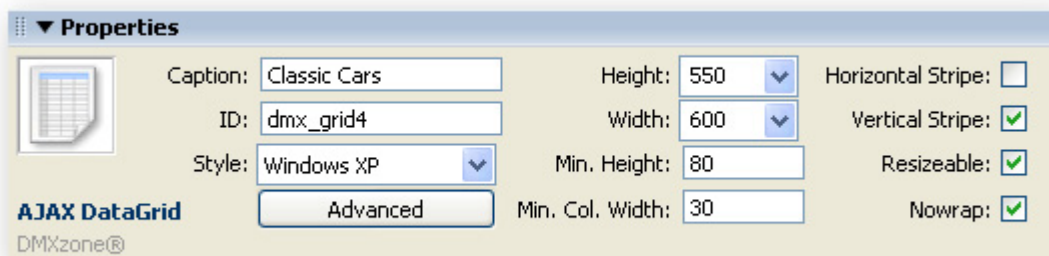 ▼ Properties
Caption: Classic Cars Height: 550 Horizontal Stripe:
ID: dmx_grid4 Width: 600 Vertical Stripe:
Style: Windows XP Min. Height: 80 Resizeable:
AJAX DataGrid Advanced Min. Col. Width: 30 Nowrap:
DMXzone®